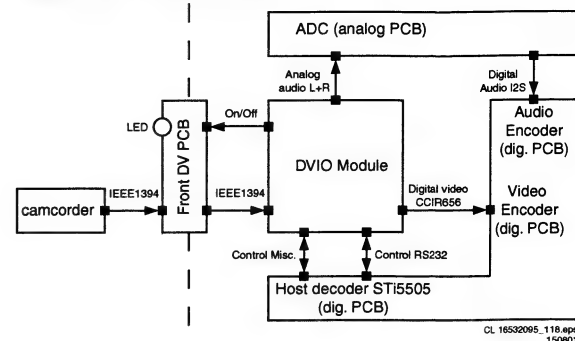 ADC (analog PCB)
Analog
audio L+R
Digital
Audio I2S
LED
On/Off
Front DV PCB
DVIO Module
Audio
Encoder
(dig. PCB)
camcorder
IEEE1394
IEEE1394
Digital video
CCIR656
Video
Encoder
(dig. PCB)
Control Misc.
Control RS232
Host decoder STi5505
(dig. PCB)
CL 16532095_118.eps
150801